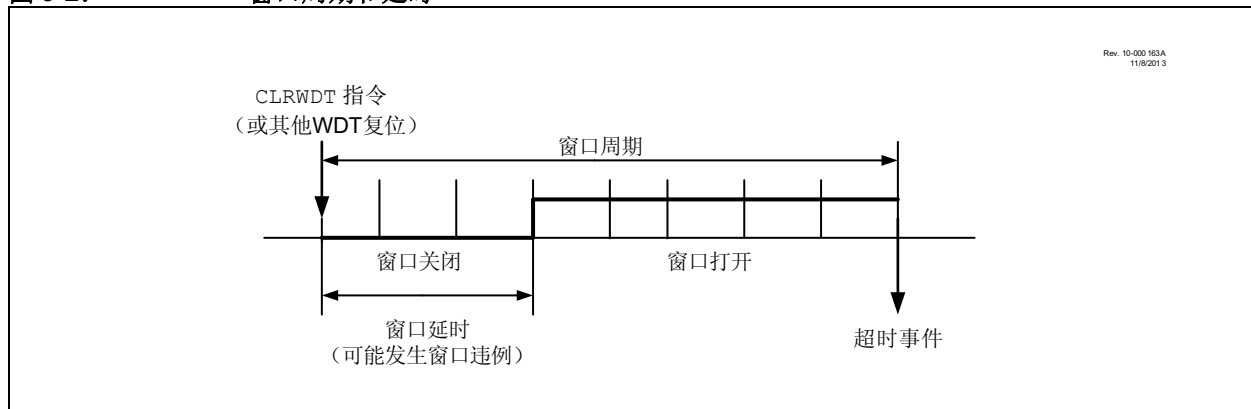 Rev. 10-000 163A
11/8/201 3
CLRWDT 指令
（或其他WDT复位）
窗口周期
窗口关闭
窗口打开
窗口延时
（可能发生窗口违例）
超时事件